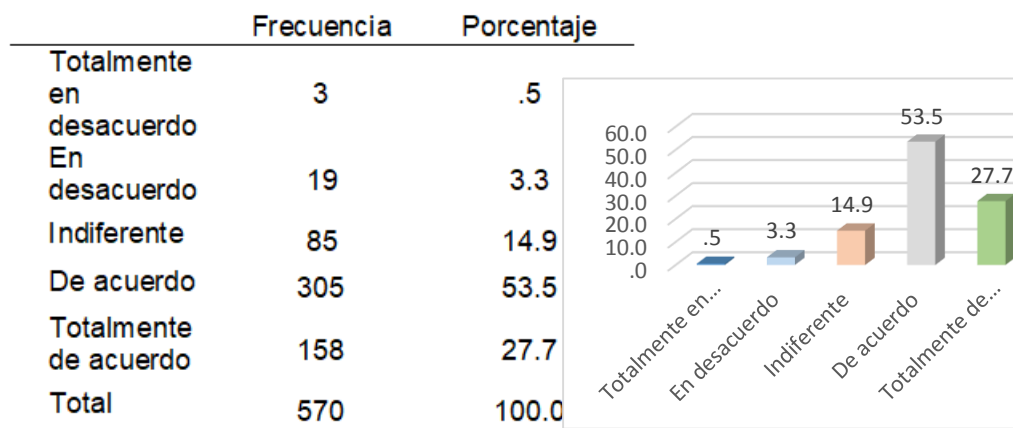 Frecuencia Porcentaje
Totalmente
en
desacuerdo
3 .5
En
desacuerdo
19 3.3
Indiferente 85 14.9
De acuerdo 305 53.5
Totalmente
de acuerdo
158 27.7
Total 570 100.0
60.0
50.0
40.0
30.0
20.0
10.0
.0
.5
3.3
14.9
53.5
27.7
Totalmente en...
En desacuerdo
Indiferente
De acuerdo
Totalmente de...